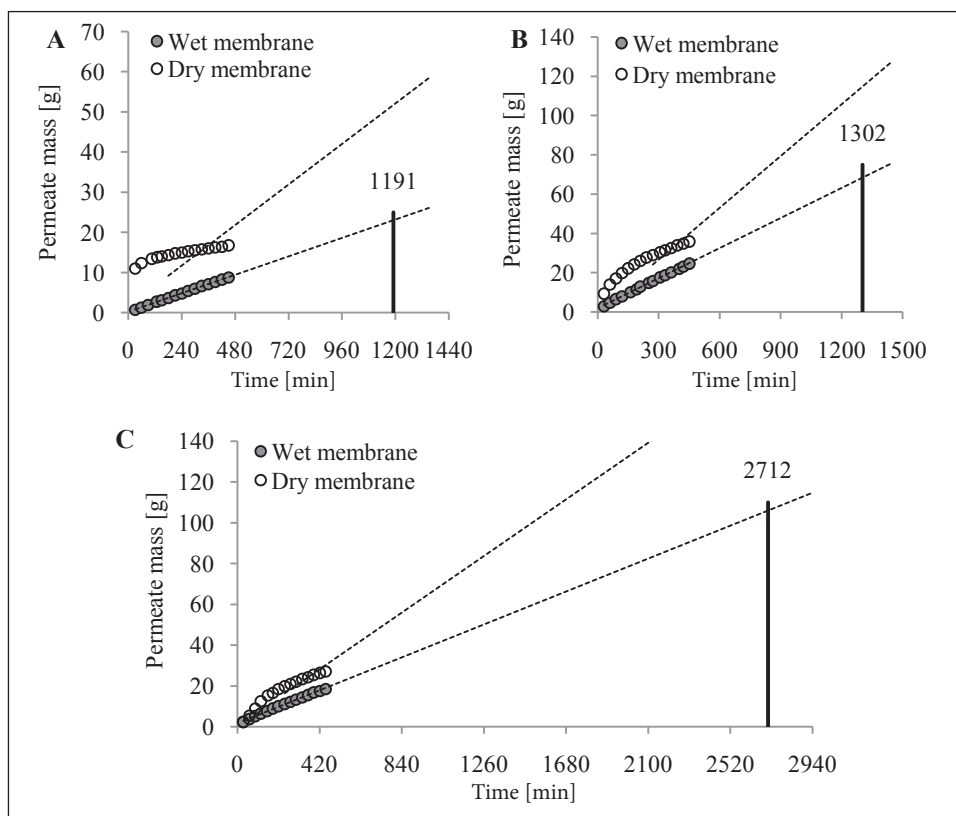 A
Wet membrane
Dry membrane
Permeate mass [g]
70
60
50
40
30
20
10
0
1191
0 240 480 720 960 1200 1440
Time [min]
B
Wet membrane
Dry membrane
Permeate mass [g]
140
120
100
80
60
40
20
0
1302
0 300 600 900 1200 1500
Time [min]
C
Wet membrane
Dry membrane
Permeate mass [g]
140
120
100
80
60
40
20
0
2712
0 420 840 1260 1680 2100 2520 2940
Time [min]